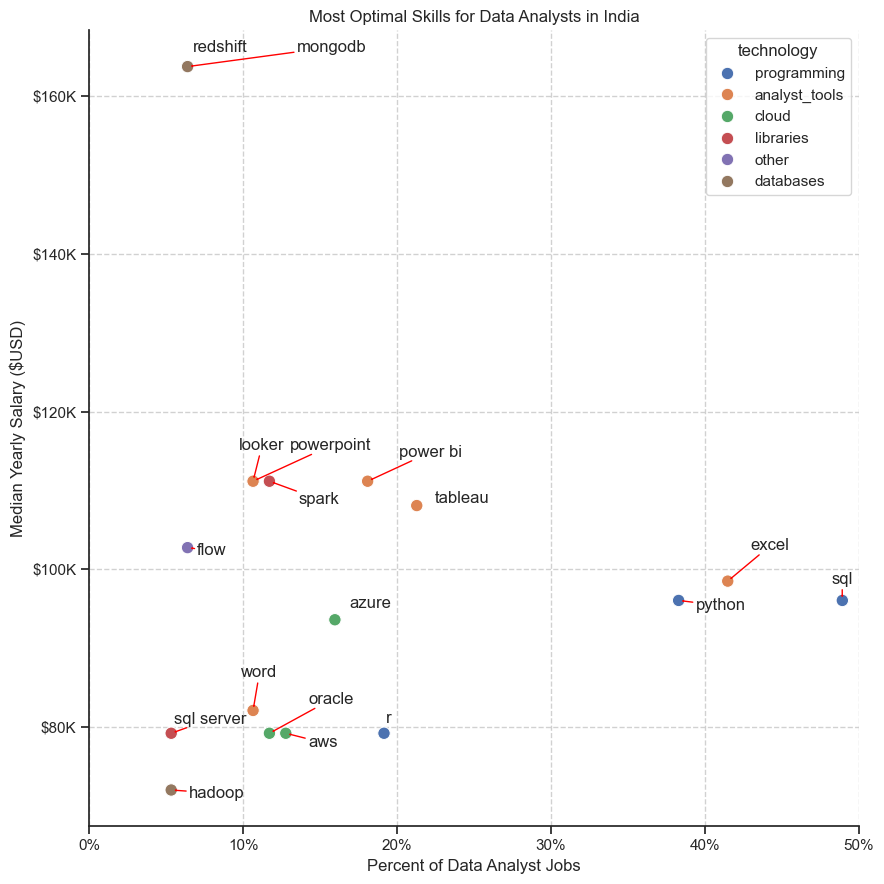 Most Optimal Skills for Data Analysts in India
redshift
mongodb
technology
programming
analyst_tools
cloud
libraries
other
databases
$160K
$140K
$120K
$100K
$80K
Median Yearly Salary ($USD)
looker
powerpoint
power bi
spark
tableau
flow
excel
sql
python
azure
word
oracle
sql server
r
aws
hadoop
0%
10%
20%
30%
40%
50%
Percent of Data Analyst Jobs